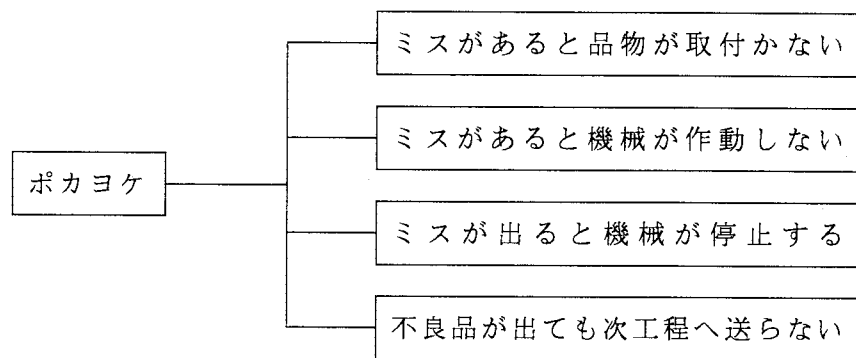 ポカヨケ
ミスがあると品物が取付かない
ミスがあると機械が作動しない
ミスが出ると機械が停止する
不良品が出ても次工程へ送らない